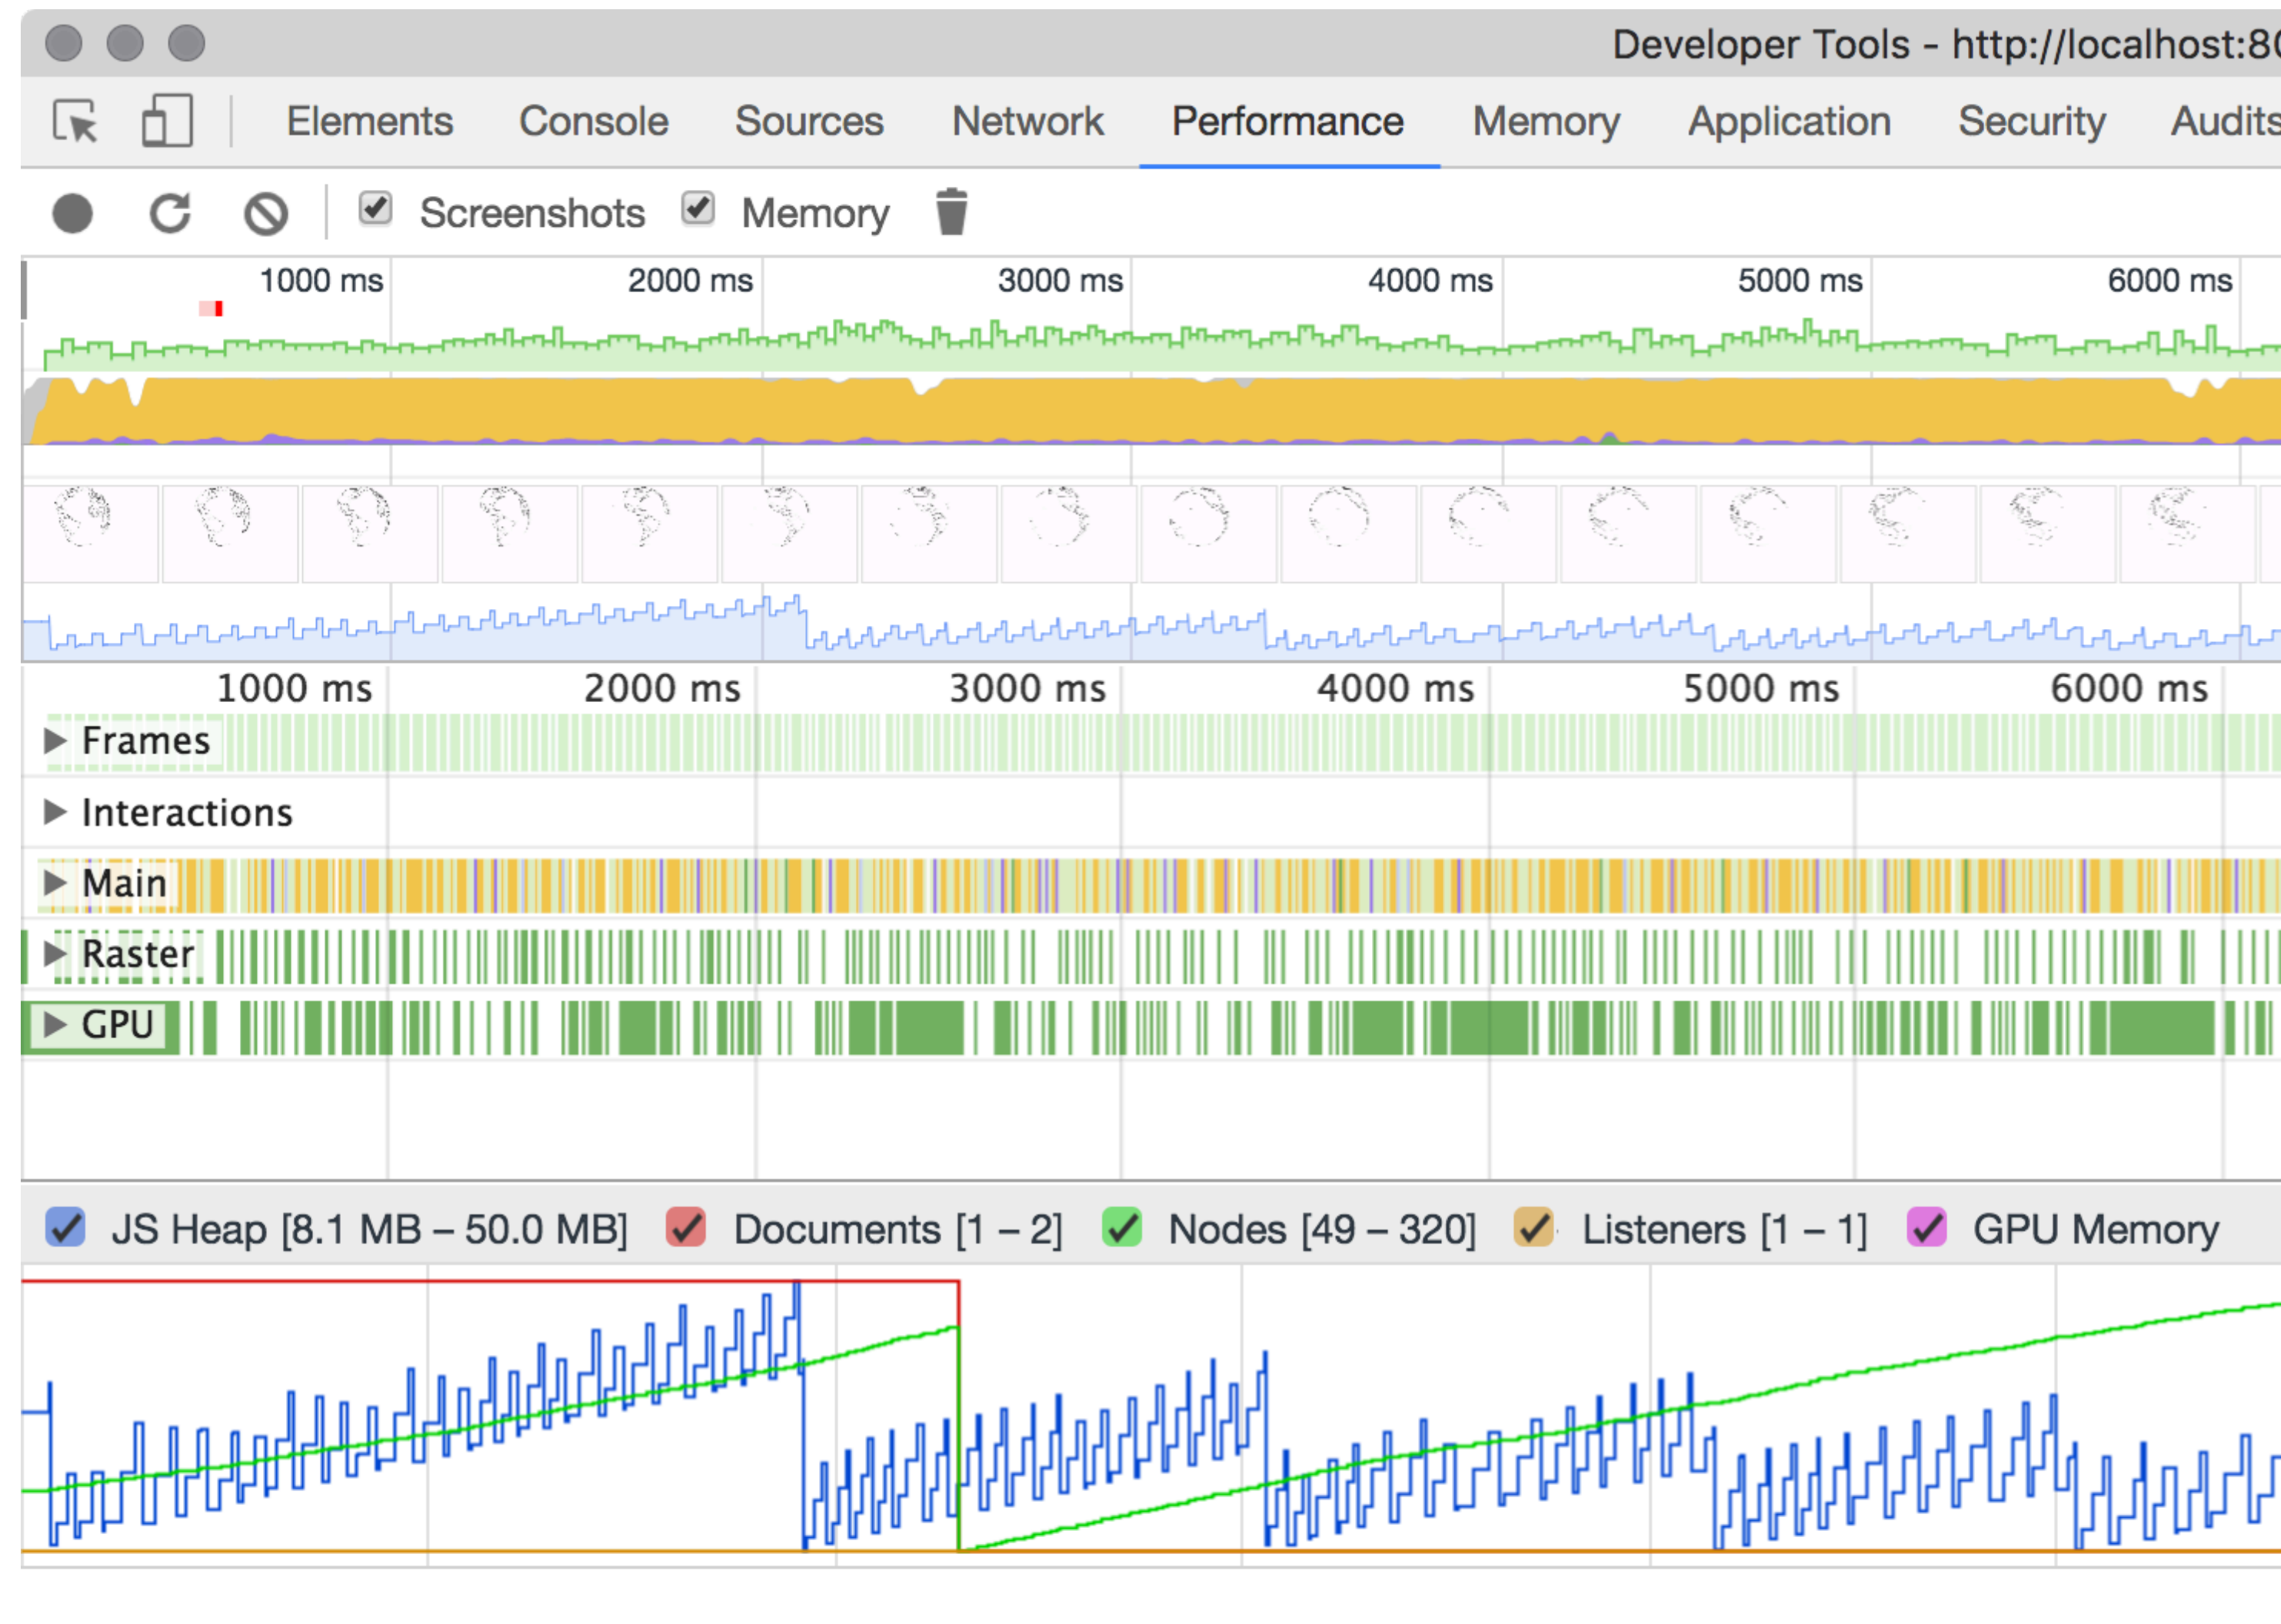 Developer Tools - http://localhost:80
Elements Console Sources Network Performance Memory Application Security Audits
Screenshots Memory
1000 ms 2000 ms 3000 ms 4000 ms 5000 ms 6000 ms
1000 ms 2000 ms 3000 ms 4000 ms 5000 ms 6000 ms
Frames
Interactions
Main
Raster
GPU
JS Heap [8.1 MB – 50.0 MB] Documents [1 – 2] Nodes [49 – 320] Listeners [1 – 1] GPU Memory